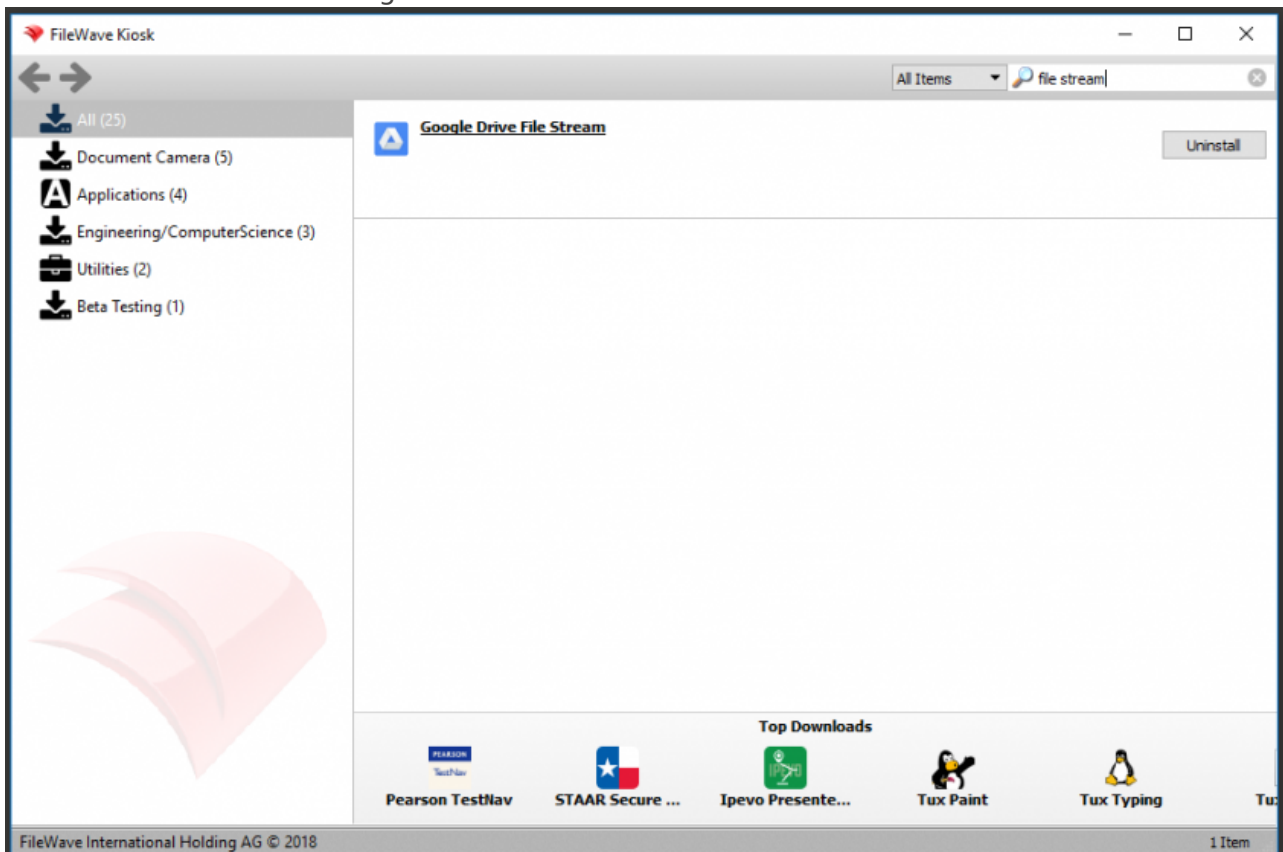 FileWave Kiosk
All Items
file stream
All (25)
Document Camera (5)
Applications (4)
Engineering/ComputerScience (3)
Utilities (2)
Beta Testing (1)
Google Drive File Stream
Uninstall
Top Downloads
PEARSON
TestNav
IPEVO
Pearson TestNav
STAAR Secure ...
Ipevo Presente...
Tux Paint
Tux Typing
Tu
FileWave International Holding AG © 2018
1 Item